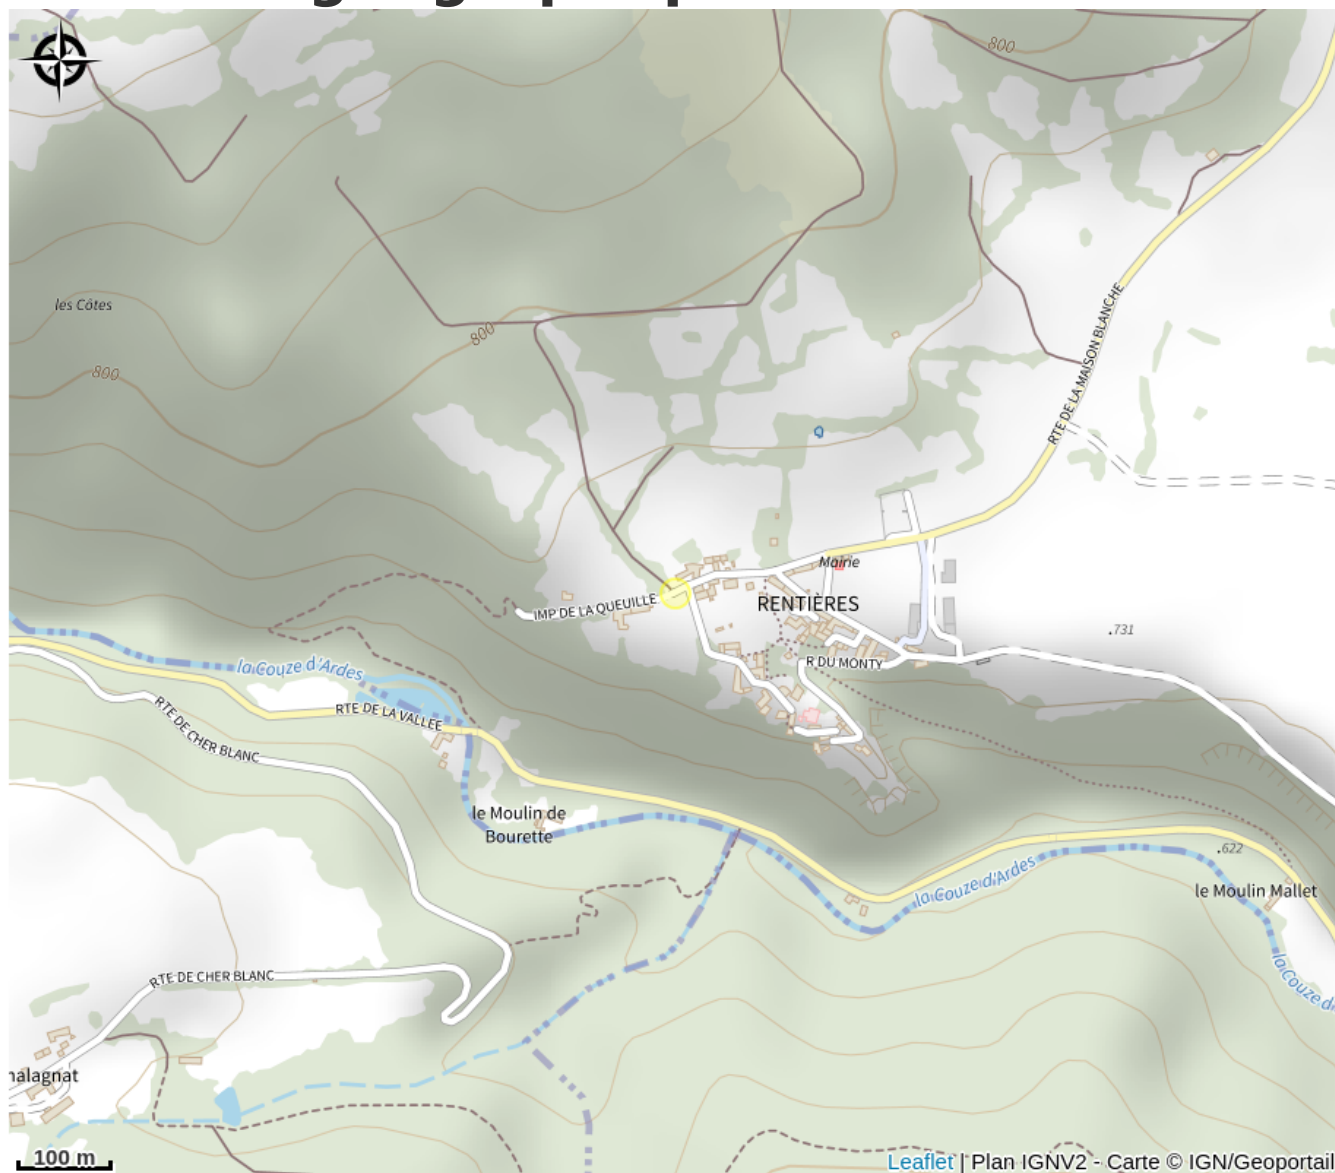 800
les Côtes
800
800
RTE DE LA MAISON BLANCHE
Mairie
IMP DE LA QUEUILLE
RENTIÈRES
.731
R DU MONTY
la Couze d'Ardes
RTE DE LA VALLÉE
RTE DE CHER BLANC
le Moulin de
Bourette
.622
la Couze d'Ardes
le Moulin Mallet
RTE DE CHER BLANC
la Couze d
halagnat
100 m
Leaflet | Plan IGNV2 - Carte © IGN/Geoportail